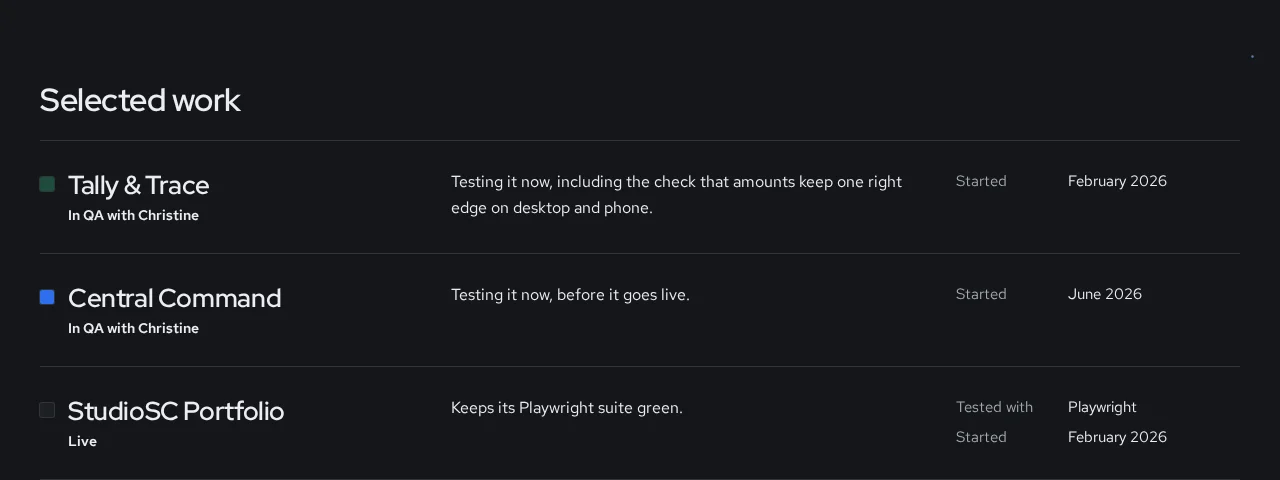 Selected work
Tally & Trace
In QA with Christine
Testing it now, including the check that amounts keep one right
edge on desktop and phone.
Started
February 2026
Central Command
In QA with Christine
Testing it now, before it goes live.
Started
June 2026
StudioSC Portfolio
Live
Keeps its Playwright suite green.
Tested with
Playwright
Started
February 2026